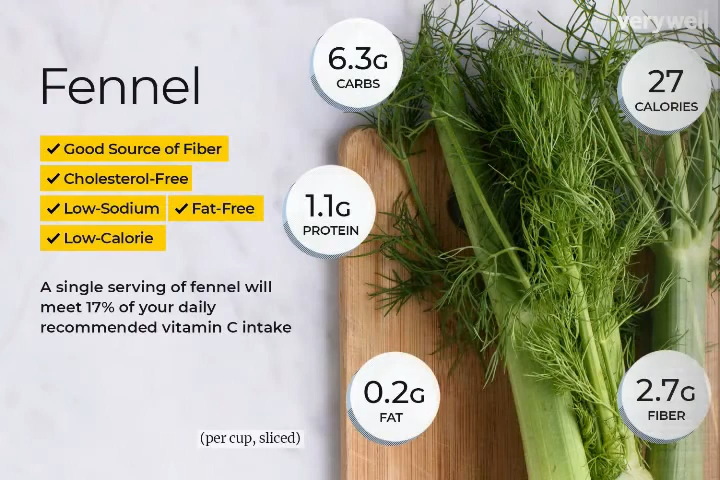 verywell
Fennel
Good Source of Fiber
Cholesterol-Free
Low-Sodium Fat-Free
Low-Calorie
A single serving of fennel will
meet 17% of your daily
recommended vitamin C intake
6.3G
CARBS
27
CALORIES
1.1G
PROTEIN
0.2G
FAT
2.7G
FIBER
(per cup, sliced)